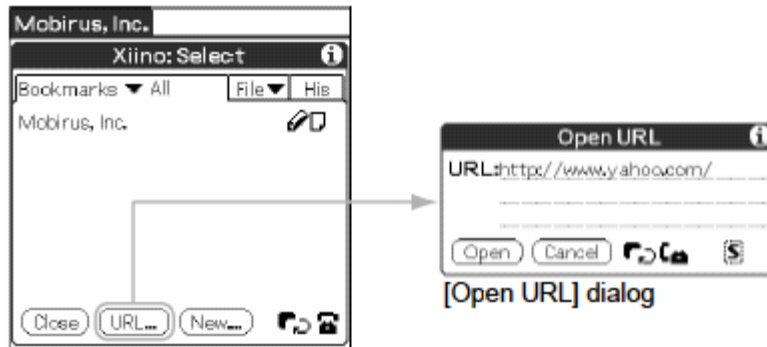 Mobirus, Inc.
Xiino: Select
Bookmarks ▼ All File▼ His
Mobirus, Inc.
Close URL... New...
Open URL
URL:http://www.yahoo.com/
Open Cancel S
[Open URL] dialog